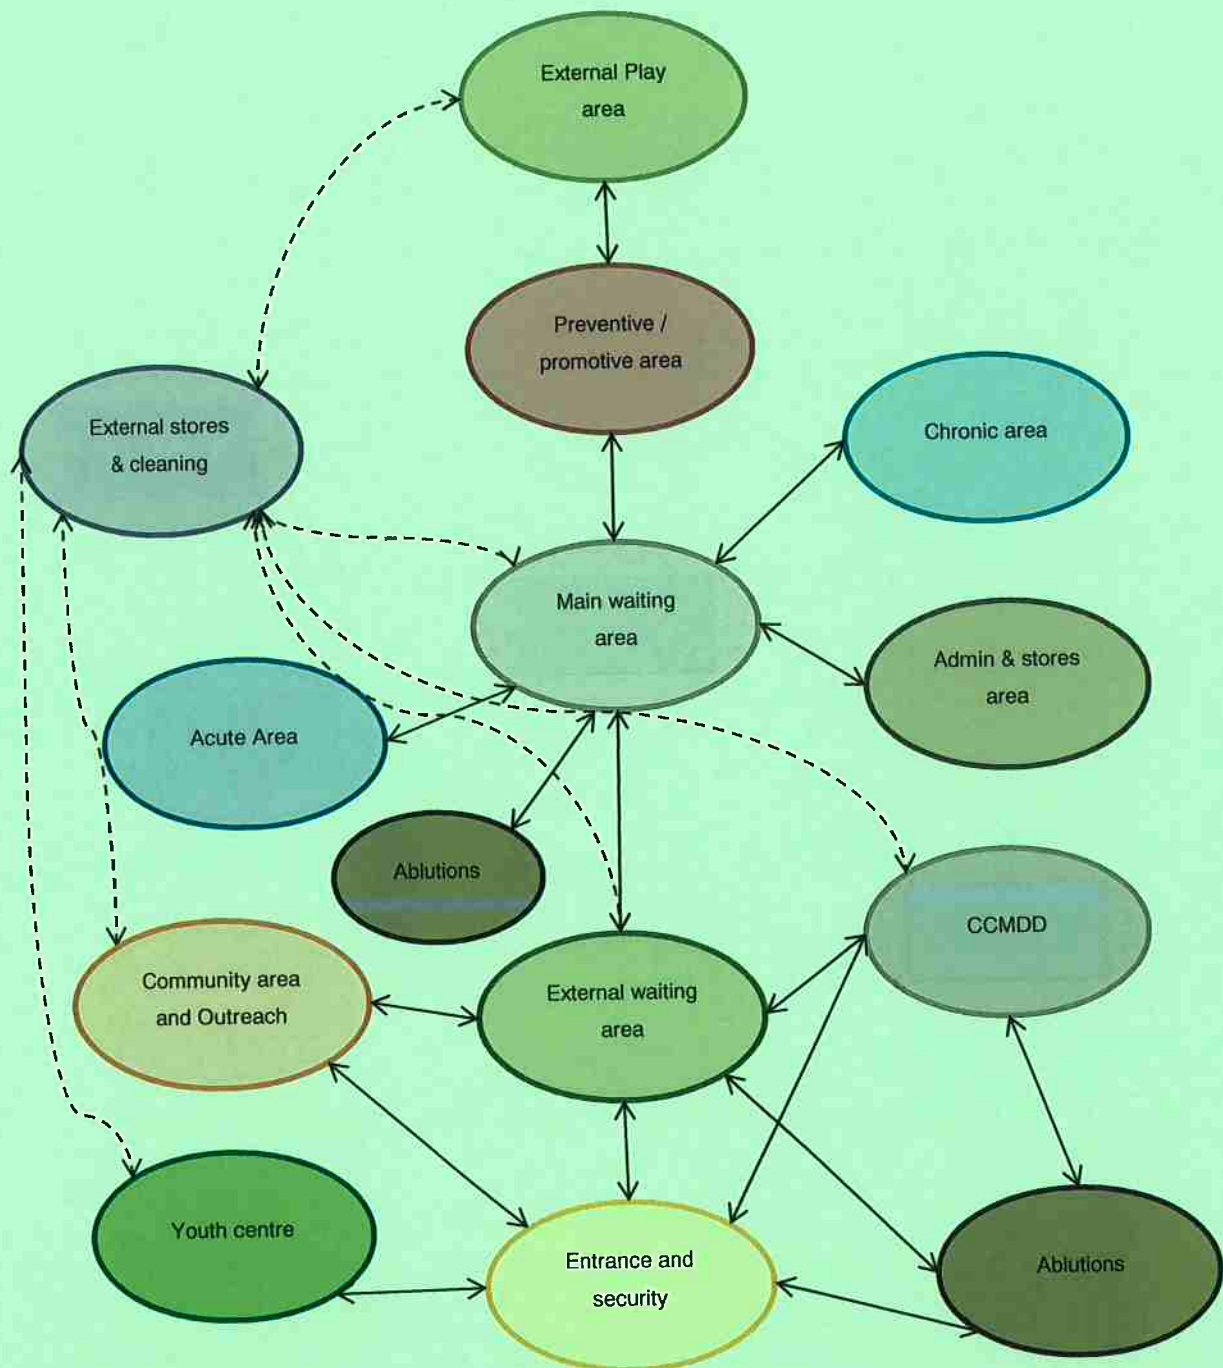 External Play
area
Preventive /
promotive area
External stores
& cleaning
Chronic area
Main waiting
area
Admin & stores
area
Acute Area
Ablutions
CCMDD
Community area
and Outreach
External waiting
area
Youth centre
Entrance and
security
Ablutions